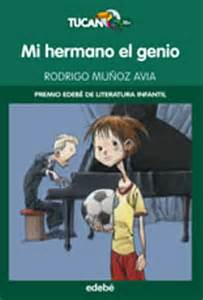 TUCAN
Mi hermano el genio
RODRIGO MUÑOZ AVIA
PREMIO EDEBÉ DE LITERATURA INFANTIL
edebé